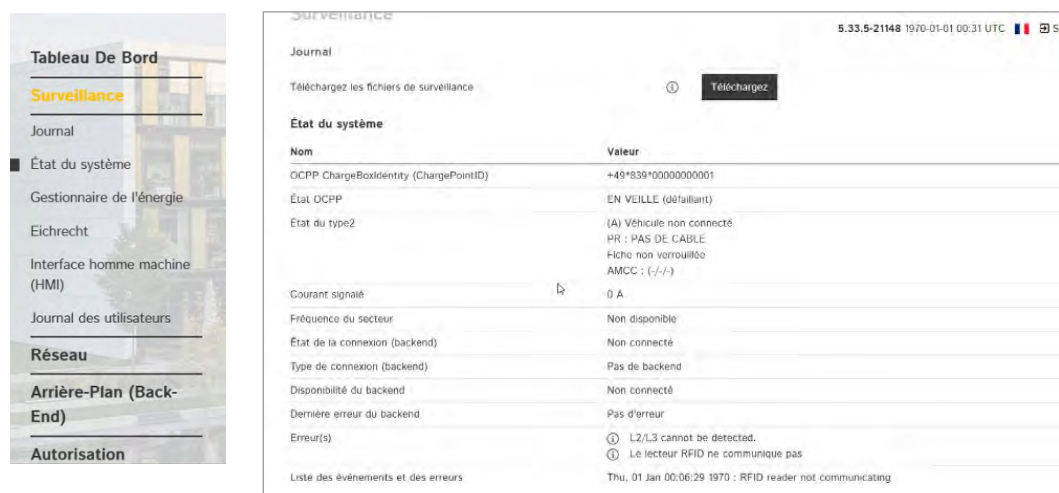 Tableau De Bord
Surveillance
Journal
État du système
Gestionnaire de l'énergie
Eichrecht
Interface homme machine
(HMI)
Journal des utilisateurs
Réseau
Arrière-Plan (Back-
End)
Autorisation
Surveillance
5.33.5-21148 1970-01-01 00:31 UTC S
Journal
Téléchargez les fichiers de surveillance Téléchargez
État du système
Nom Valeur
OCPP ChargeBoxIdentity (ChargePointID) +49*839*00000000001
État OCPP EN VEILLE (défaillant)
État du type2 (A) Véhicule non connecté
PR : PAS DE CABLE
Fiche non verrouillée
AMCC : (-/-/-)
Courant signalé 0 A
Fréquence du secteur Non disponible
État de la connexion (backend) Non connecté
Type de connexion (backend) Pas de backend
Disponibilité du backend Non connecté
Dernière erreur du backend Pas d'erreur
Erreur(s) L2/L3 cannot be detected.
Le lecteur RFID ne communique pas
Liste des événements et des erreurs Thu, 01 Jan 00:06:29 1970 : RFID reader not communicating